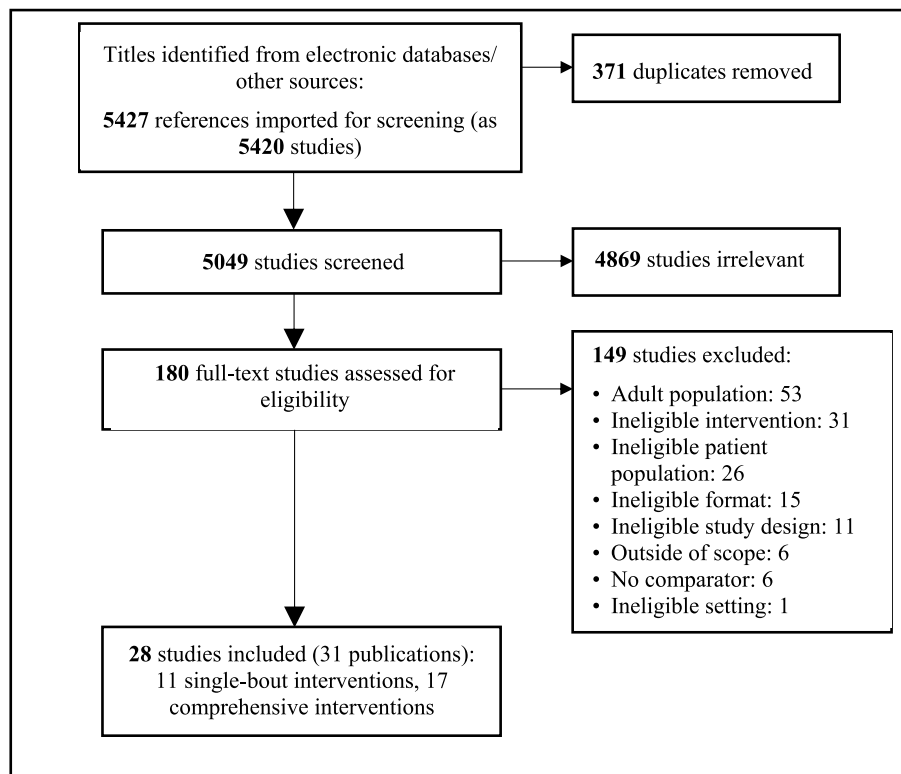 Titles identified from electronic databases/
other sources:
5427 references imported for screening (as
5420 studies)
371 duplicates removed
5049 studies screened
4869 studies irrelevant
180 full-text studies assessed for
eligibility
149 studies excluded:
• Adult population: 53
• Ineligible intervention: 31
• Ineligible patient
population: 26
• Ineligible format: 15
• Ineligible study design: 11
• Outside of scope: 6
• No comparator: 6
• Ineligible setting: 1
28 studies included (31 publications):
11 single-bout interventions, 17
comprehensive interventions